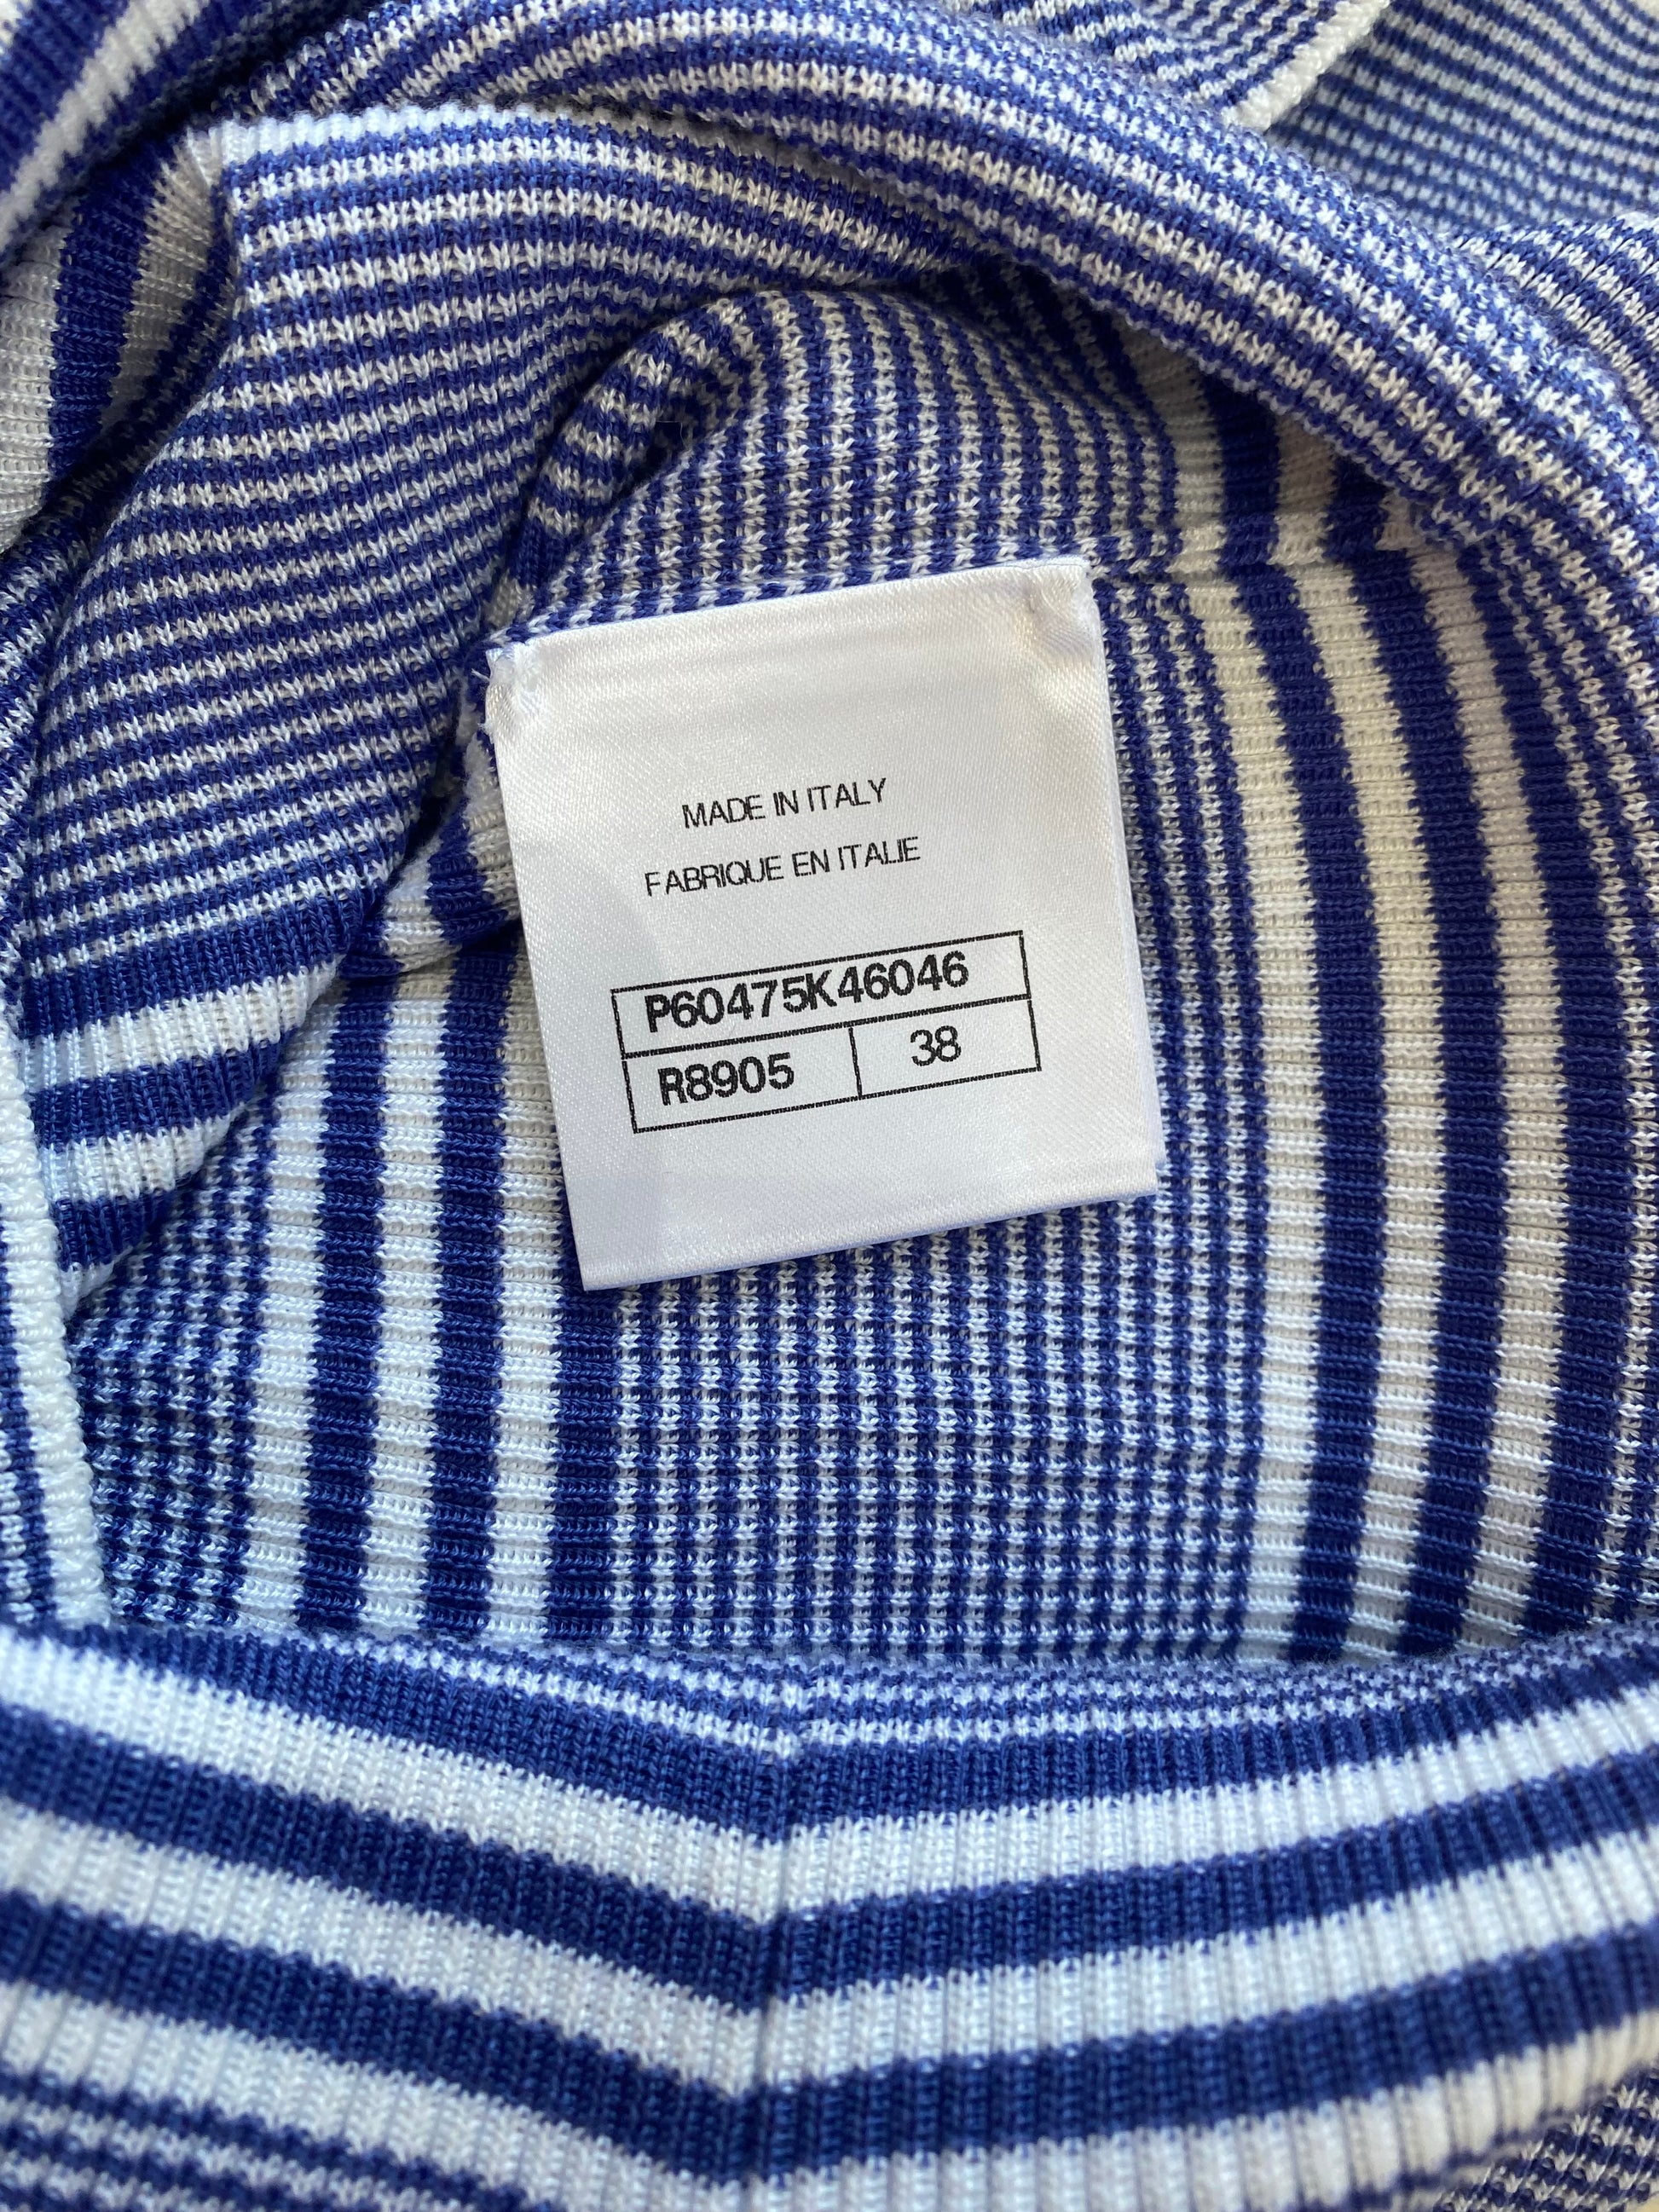 MADE IN ITALY
FABRIQUE EN ITALIE
P60475K46046
R8905 38